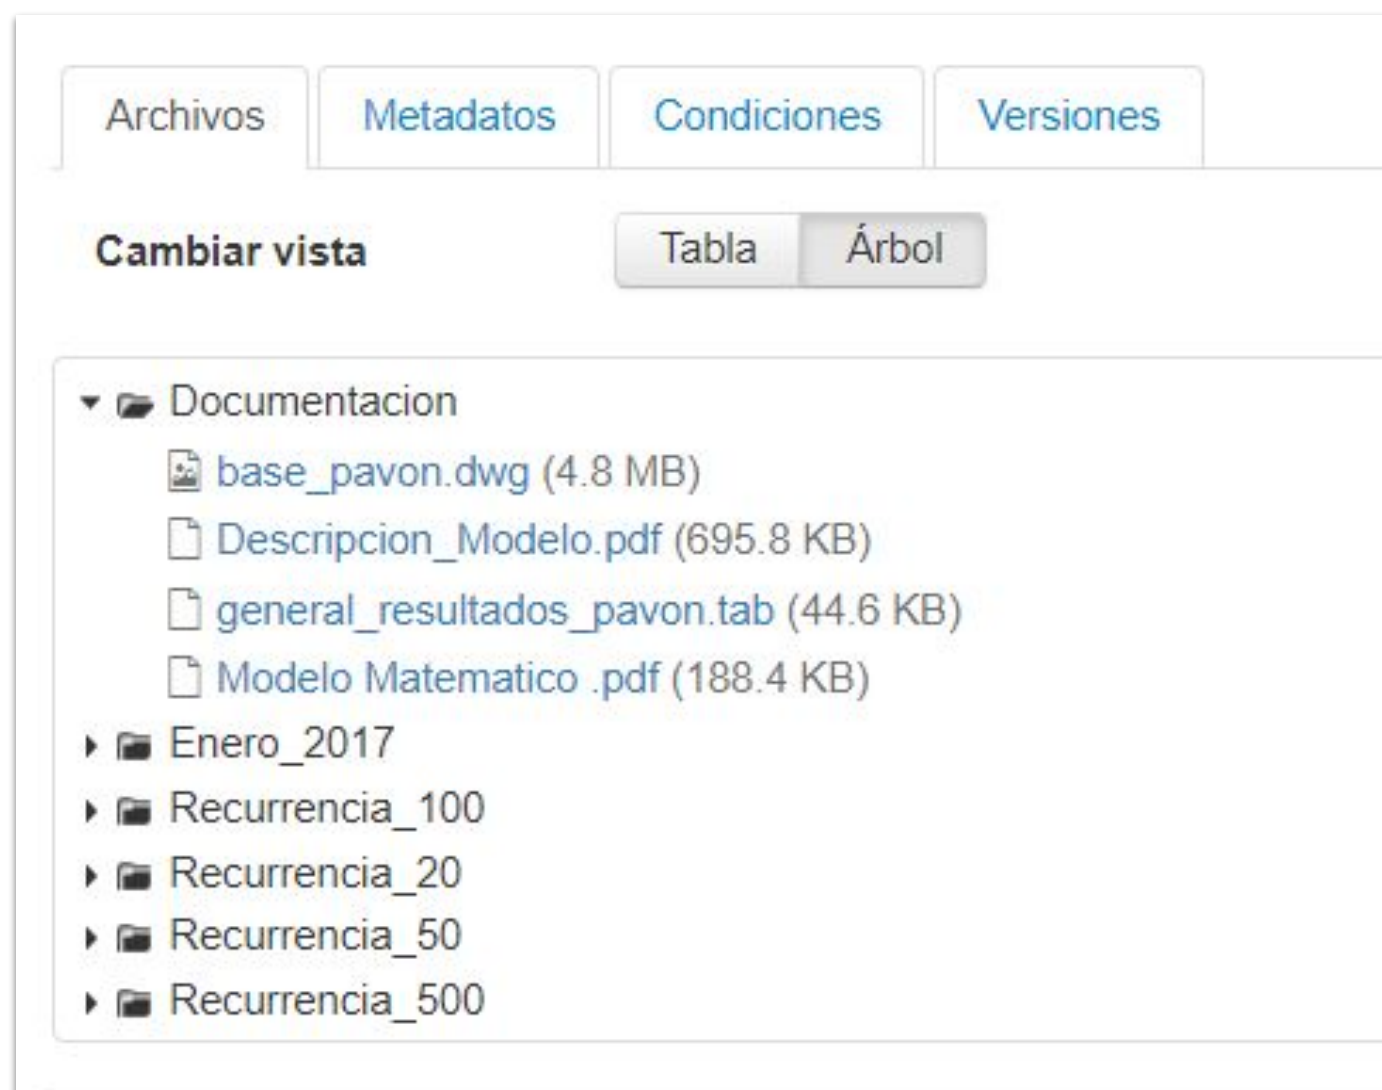 Archivos Metadatos Condiciones Versiones
Cambiar vista Tabla Árbol
Documentacion
base_pavon.dwg (4.8 MB)
Descripcion_Modelo.pdf (695.8 KB)
general_resultados_pavon.tab (44.6 KB)
Modelo Matematico .pdf (188.4 KB)
Enero_2017
Recurrencia_100
Recurrencia_20
Recurrencia_50
Recurrencia_500